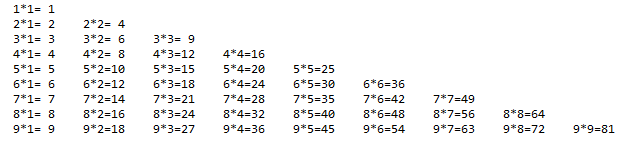 1*1= 1
2*1= 2    2*2= 4
3*1= 3    3*2= 6    3*3= 9
4*1= 4    4*2= 8    4*3=12    4*4=16
5*1= 5    5*2=10    5*3=15    5*4=20    5*5=25
6*1= 6    6*2=12    6*3=18    6*4=24    6*5=30    6*6=36
7*1= 7    7*2=14    7*3=21    7*4=28    7*5=35    7*6=42    7*7=49
8*1= 8    8*2=16    8*3=24    8*4=32    8*5=40    8*6=48    8*7=56    8*8=64
9*1= 9    9*2=18    9*3=27    9*4=36    9*5=45    9*6=54    9*7=63    9*8=72    9*9=81